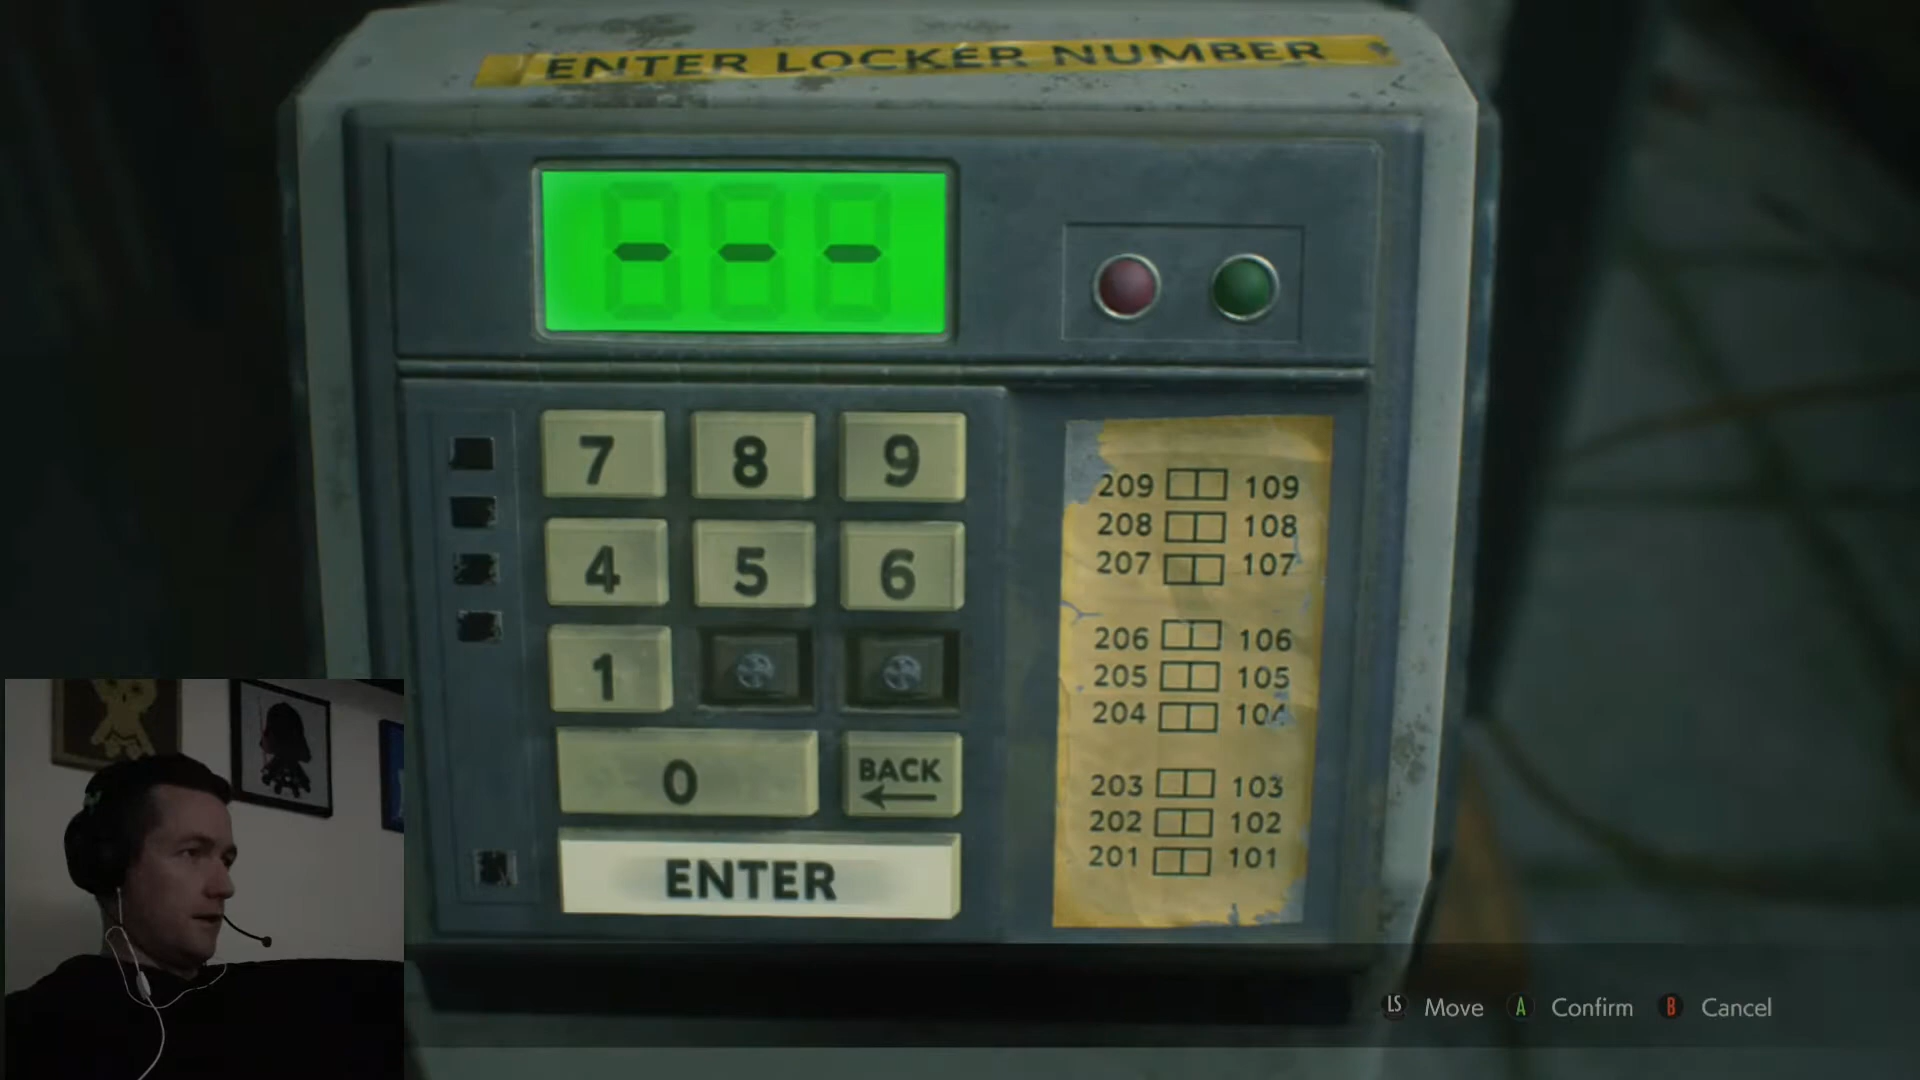 ENTER LOCKER NUMBER
7 8 9
4 5 6
1
0 BACK
ENTER
209 109
208 108
207 107
206 106
205 105
204 104
203 103
202 102
201 101
LS Move A Confirm B Cancel